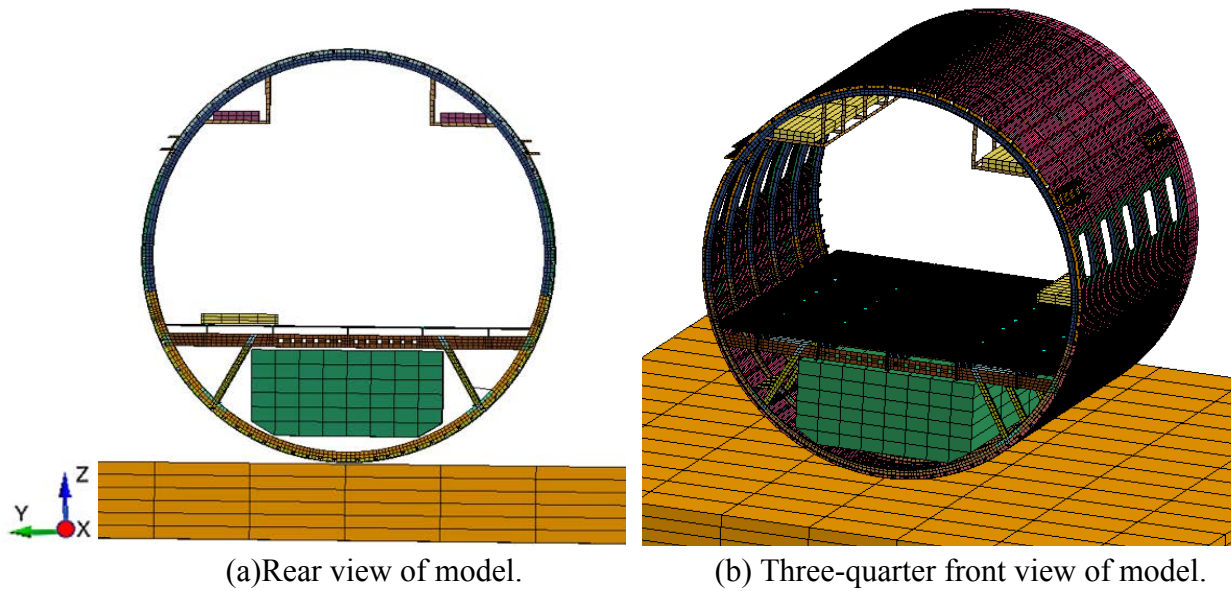 Z
Y
X
(a)Rear view of model.
(b) Three-quarter front view of model.